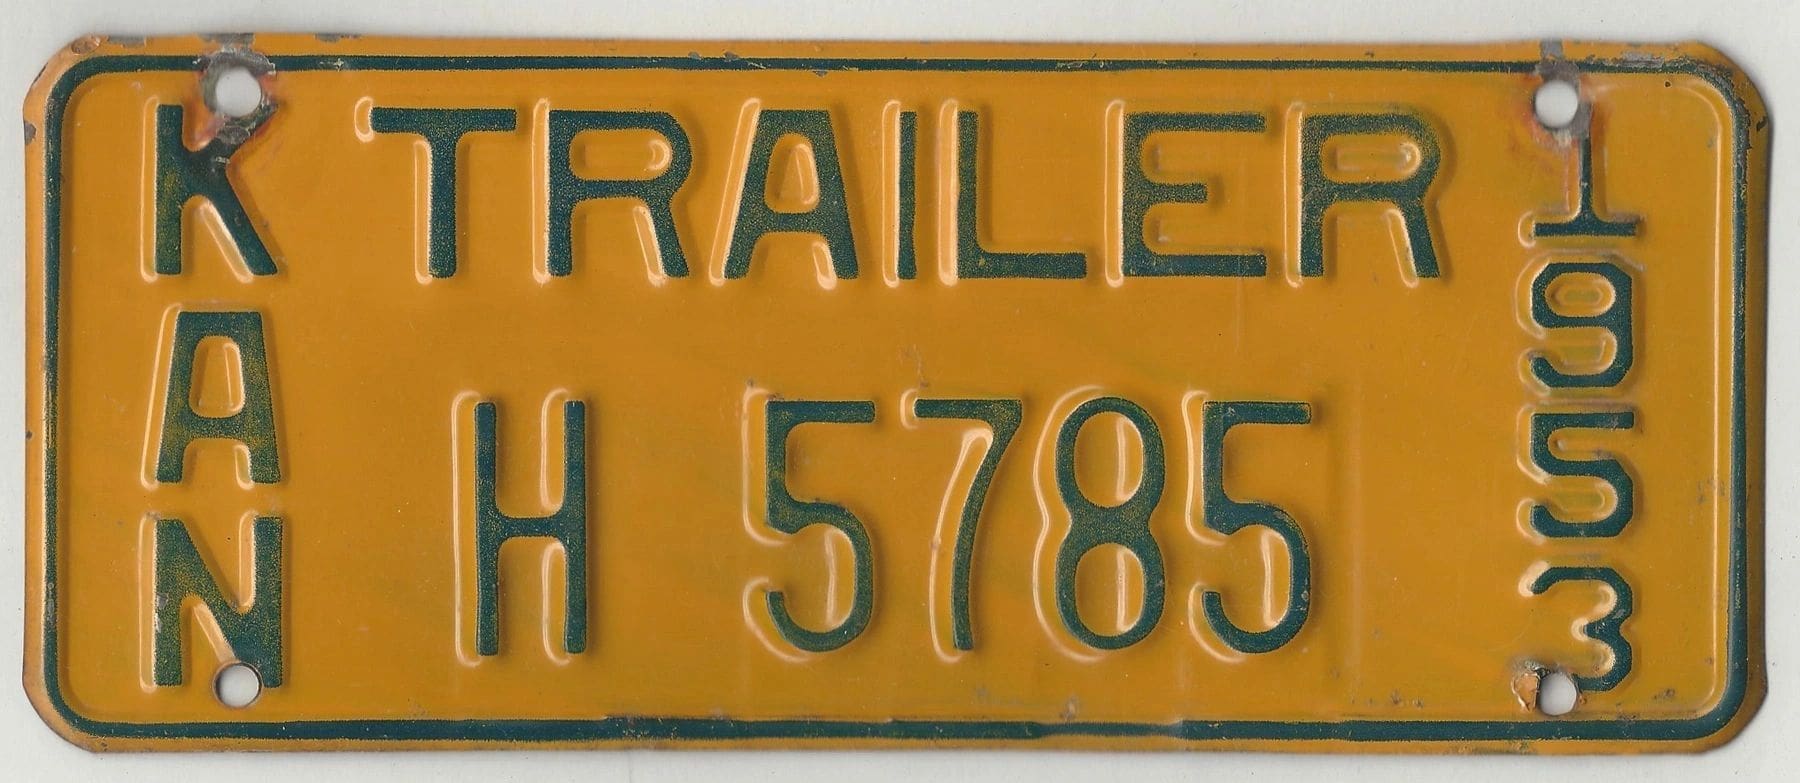 KAN
TRAILER
H 5785
1953